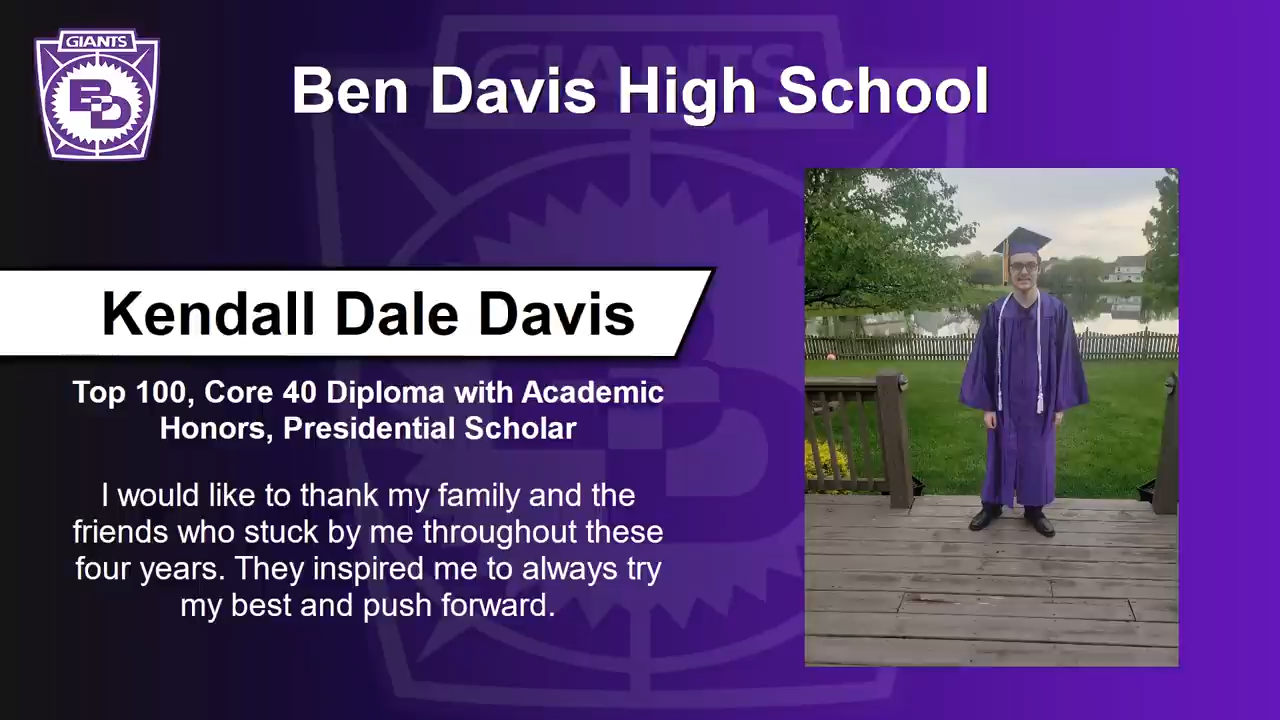 GIANTS
BD
GIANTS
Ben Davis High School
Kendall Dale Davis
Top 100, Core 40 Diploma with Academic
Honors, Presidential Scholar
I would like to thank my family and the
friends who stuck by me throughout these
four years. They inspired me to always try
my best and push forward.
BD